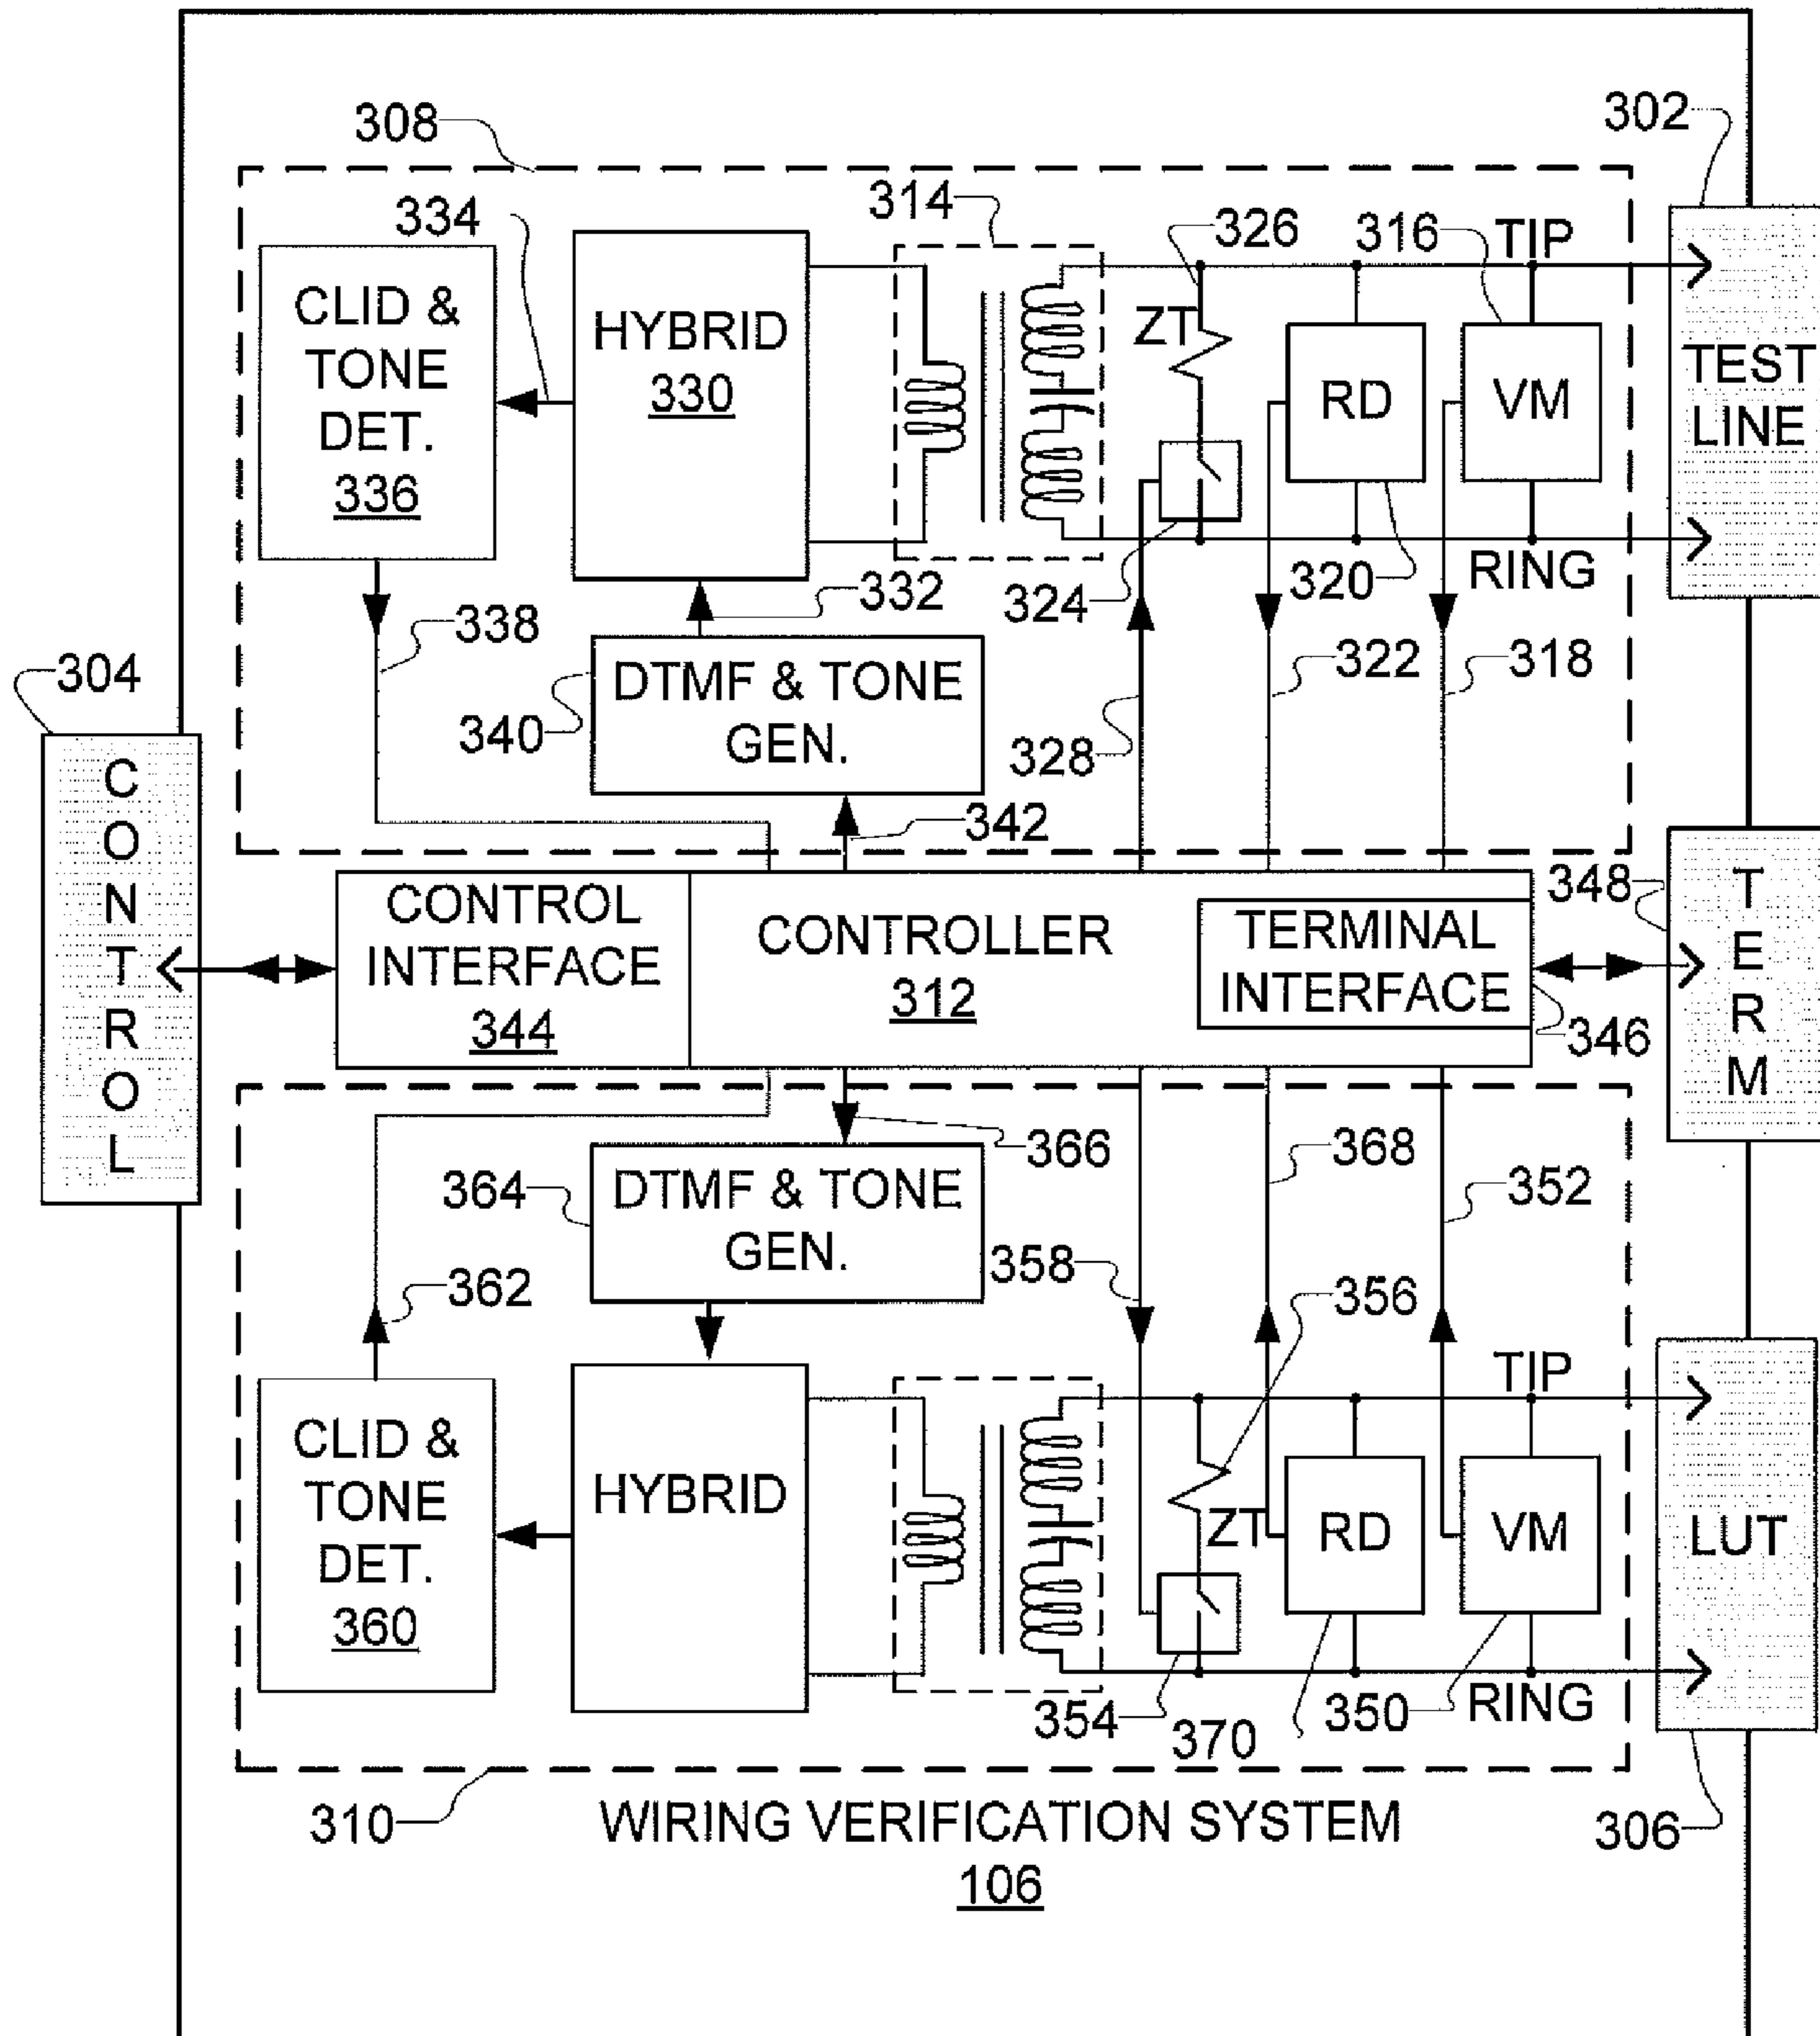 308
302
334
314
326
316
TIP
CLID &
TONE
DET.
336
HYBRID
330
ZT
RD
VM
TEST
LINE
324
320
RING
332
338
304
340
DTMF & TONE
GEN.
328
322
318
342
CONTROL
CONTROL
INTERFACE
344
CONTROLLER
312
TERMINAL
INTERFACE
346
348
TERM
366
368
352
364
DTMF & TONE
GEN.
358
356
362
TIP
CLID &
TONE
DET.
360
HYBRID
ZT
RD
VM
LUT
354
370
350
RING
310
WIRING VERIFICATION SYSTEM
106
306